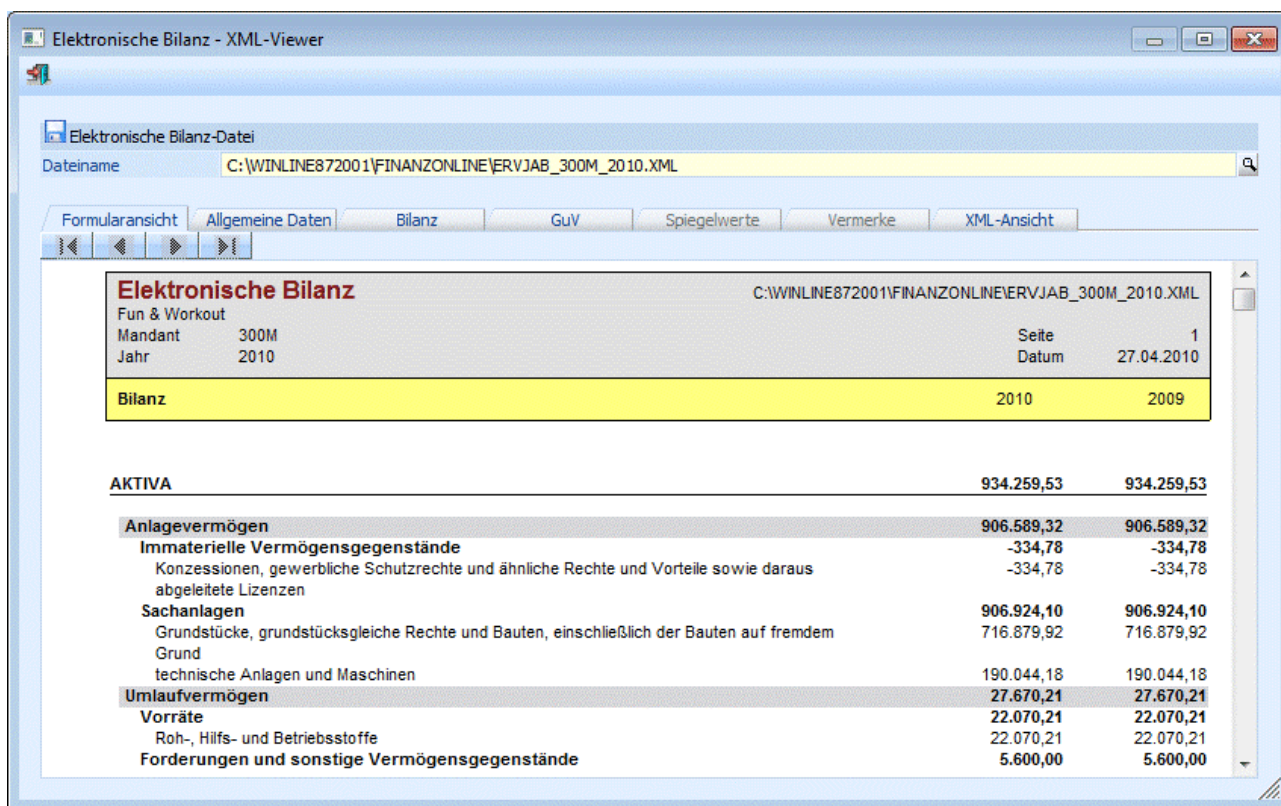 Elektronische Bilanz - XML-Viewer
Elektronische Bilanz-Datei
Dateiname C:\WINLINE872001\FINANZONLINE\ERVJAB_300M_2010.XML
Formularansicht Allgemeine Daten Bilanz GuV Spiegelwerte Vermerke XML-Ansicht
Elektronische Bilanz C:\WINLINE872001\FINANZONLINE\ERVJAB_300M_2010.XML
Fun & Workout
Mandant 300M Seite 1
Jahr 2010 Datum 27.04.2010
Bilanz 2010 2009
AKTIVA 934.259,53 934.259,53
Anlagevermögen 906.589,32 906.589,32
Immaterielle Vermögensgegenstände -334,78 -334,78
Konzessionen, gewerbliche Schutzrechte und ähnliche Rechte und Vorteile sowie daraus -334,78 -334,78
abgeleitete Lizenzen
Sachanlagen 906.924,10 906.924,10
Grundstücke, grundstücksgleiche Rechte und Bauten, einschließlich der Bauten auf fremdem 716.879,92 716.879,92
Grund
technische Anlagen und Maschinen 190.044,18 190.044,18
Umlaufvermögen 27.670,21 27.670,21
Vorräte 22.070,21 22.070,21
Roh-, Hilfs- und Betriebsstoffe 22.070,21 22.070,21
Forderungen und sonstige Vermögensgegenstände 5.600,00 5.600,00